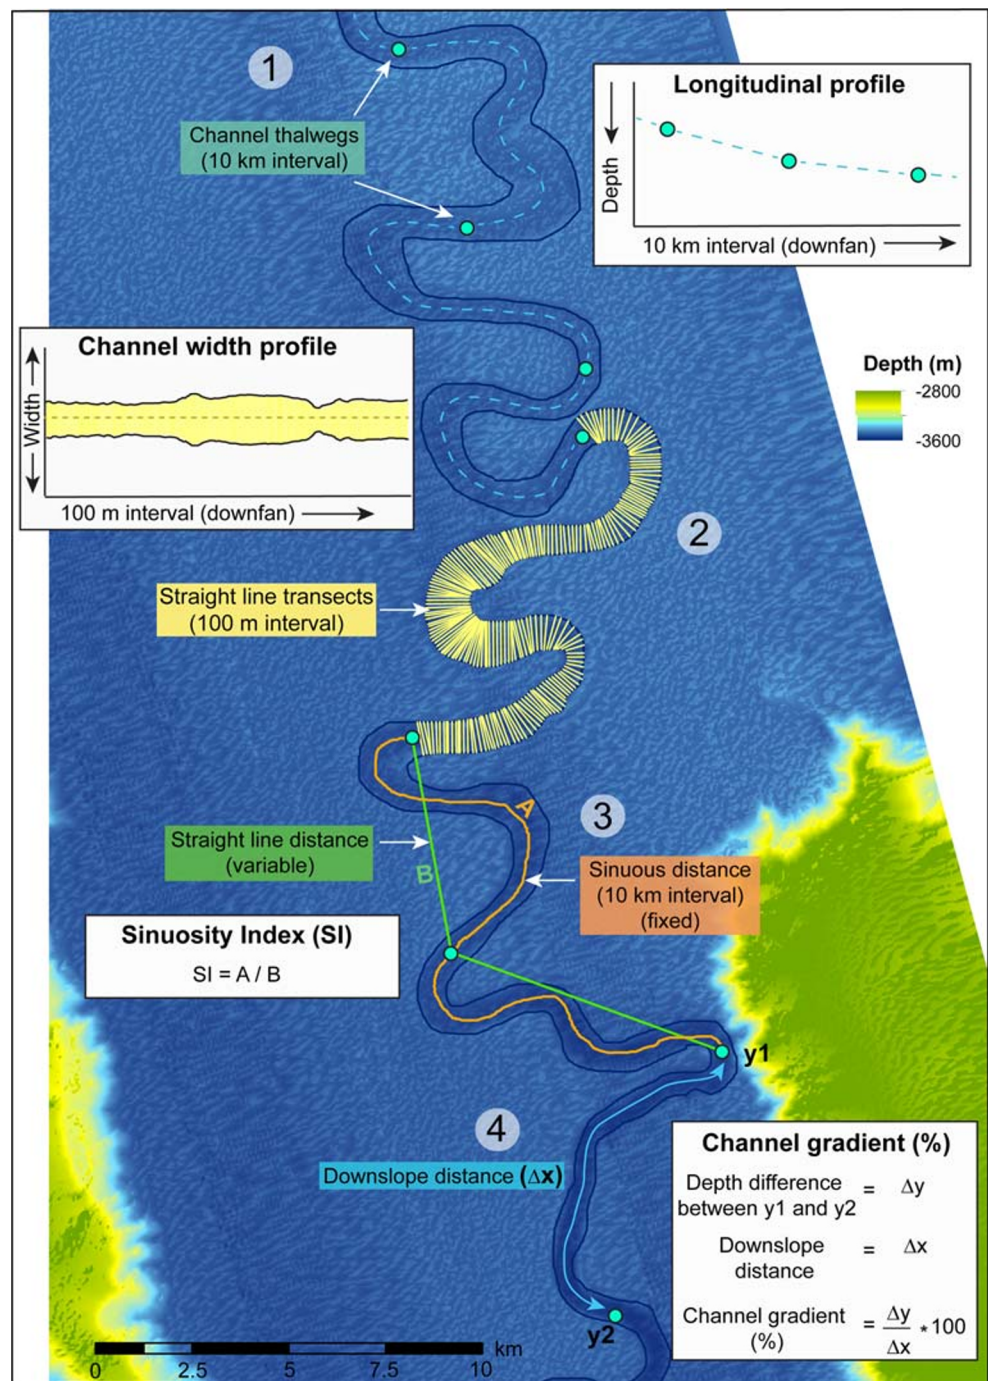 1
Channel thalwegs
(10 km interval)
Longitudinal profile
Depth
10 km interval (downfan)
Channel width profile
Width
100 m interval (downfan)
Depth (m)
-2800
-3600
2
Straight line transects
(100 m interval)
A
3
Straight line distance
(variable)
B
Sinuous distance
(10 km interval)
(fixed)
Sinuosity Index (SI)
SI = A / B
y1
4
Downslope distance (Δx)
Channel gradient (%)
Depth difference
between y1 and y2 = Δy
Downslope
distance = Δx
Channel gradient
(%) = Δy
Δx * 100
y2
km
0 2.5 5 7.5 10